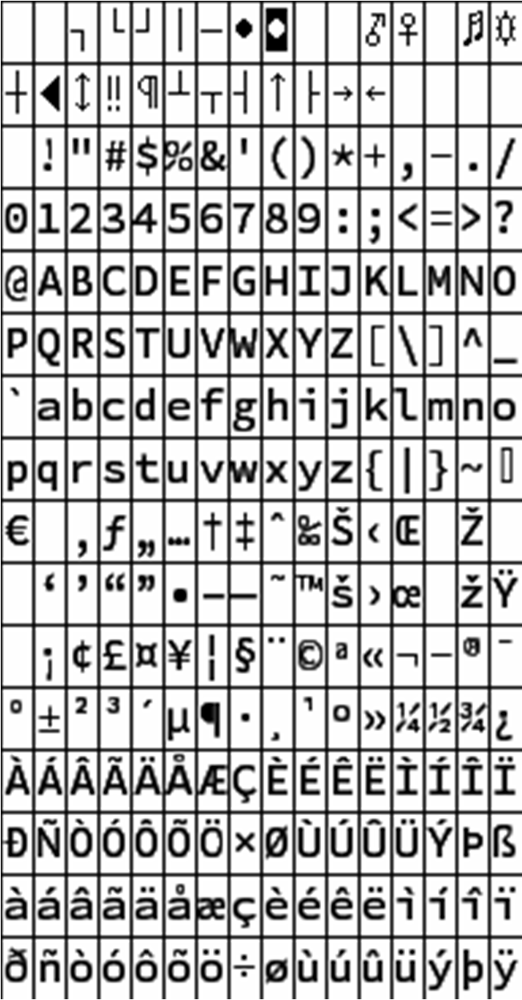 ┐ └ ┘ │ ─ ● ◘ ♂ ♀ ♬ ☼
┼ ◄ ↕ ‼ ¶ ┴ ┬ ┤ ↑ ├ → ←
! " # $ % & ' ( ) * + , - . /
0 1 2 3 4 5 6 7 8 9 : ; < = > ?
@ A B C D E F G H I J K L M N O
P Q R S T U V W X Y Z [ \ ] ^ _
` a b c d e f g h i j k l m n o
p q r s t u v w x y z { | } ~ ▯
€ ‚ ƒ „ … † ‡ ˆ ‰ Š ‹ Œ Ž
‘ ’ “ ” • – — ˜ ™ š › œ ž Ÿ
¡ ¢ £ ¤ ¥ ¦ § ¨ © ª « ¬ - ® ¯
° ± ² ³ ´ µ ¶ · ¸ ¹ º » ¼ ½ ¾ ¿
À Á Â Ã Ä Å Æ Ç È É Ê Ë Ì Í Î Ï
Ð Ñ Ò Ó Ô Õ Ö × Ø Ù Ú Û Ü Ý Þ ß
à á â ã ä å æ ç è é ê ë ì í î ï
ð ñ ò ó ô õ ö ÷ ø ù ú û ü ý þ ÿ